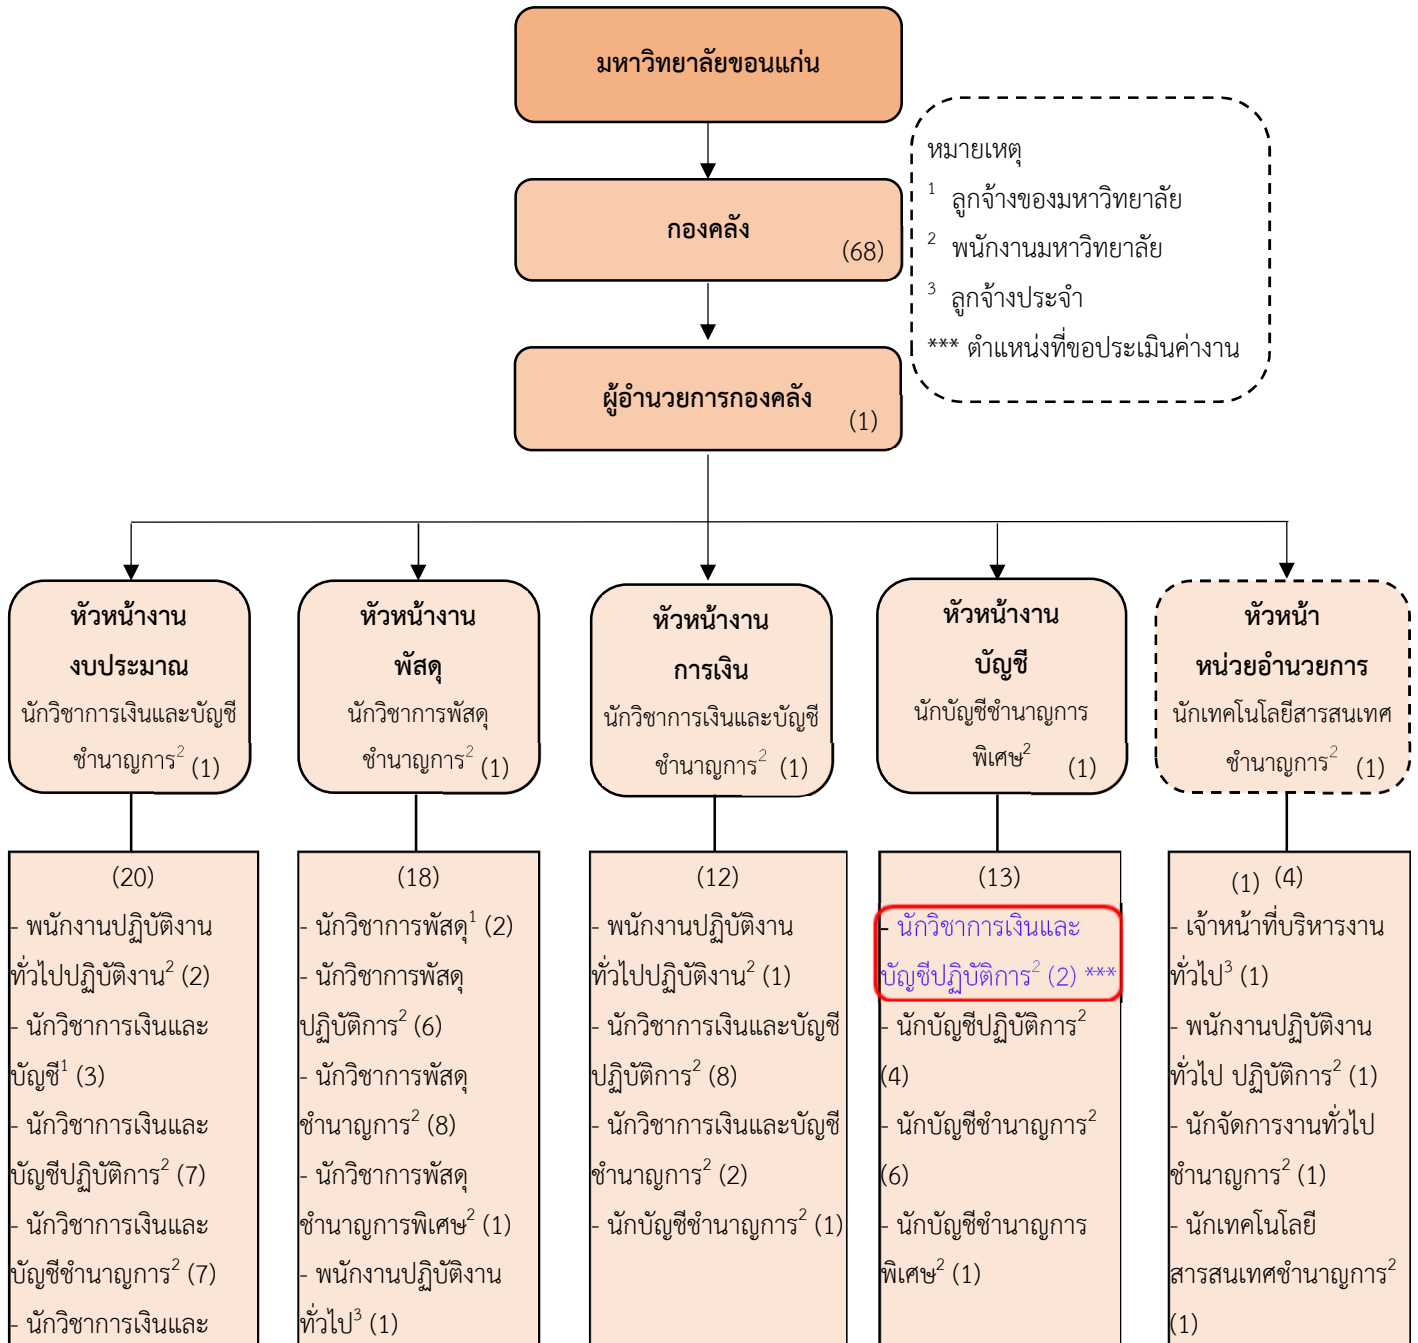 มหาวิทยาลัยขอนแก่น
กองคลัง
(68)
ผู้อำนวยการกองคลัง
(1)
หมายเหตุ
¹ ลูกจ้างของมหาวิทยาลัย
² พนักงานมหาวิทยาลัย
³ ลูกจ้างประจำ
*** ตำแหน่งที่ขอประเมินค่างาน
หัวหน้างาน
งบประมาณ
นักวิชาการเงินและบัญชี
ชำนาญการ² (1)
หัวหน้างาน
พัสดุ
นักวิชาการพัสดุ
ชำนาญการ² (1)
หัวหน้างาน
การเงิน
นักวิชาการเงินและบัญชี
ชำนาญการ² (1)
หัวหน้างาน
บัญชี
นักบัญชีชำนาญการ
พิเศษ² (1)
หัวหน้า
หน่วยอำนวยการ
นักเทคโนโลยีสารสนเทศ
ชำนาญการ² (1)
(20)
- พนักงานปฏิบัติงาน
ทั่วไปปฏิบัติงาน² (2)
- นักวิชาการเงินและ
บัญชี¹ (3)
- นักวิชาการเงินและ
บัญชีปฏิบัติการ² (7)
- นักวิชาการเงินและ
บัญชีชำนาญการ² (7)
- นักวิชาการเงินและ
(18)
- นักวิชาการพัสดุ¹ (2)
- นักวิชาการพัสดุ
ปฏิบัติการ² (6)
- นักวิชาการพัสดุ
ชำนาญการ² (8)
- นักวิชาการพัสดุ
ชำนาญการพิเศษ² (1)
- พนักงานปฏิบัติงาน
ทั่วไป³ (1)
(12)
- พนักงานปฏิบัติงาน
ทั่วไปปฏิบัติงาน² (1)
- นักวิชาการเงินและบัญชี
ปฏิบัติการ² (8)
- นักวิชาการเงินและบัญชี
ชำนาญการ² (2)
- นักบัญชีชำนาญการ² (1)
(13)
- นักวิชาการเงินและ
บัญชีปฏิบัติการ² (2) ***
- นักบัญชีปฏิบัติการ²
(4)
- นักบัญชีชำนาญการ²
(6)
- นักบัญชีชำนาญการ
พิเศษ² (1)
(1) (4)
- เจ้าหน้าที่บริหารงาน
ทั่วไป³ (1)
- พนักงานปฏิบัติงาน
ทั่วไป ปฏิบัติการ² (1)
- นักจัดการงานทั่วไป
ชำนาญการ² (1)
- นักเทคโนโลยี
สารสนเทศชำนาญการ²
(1)